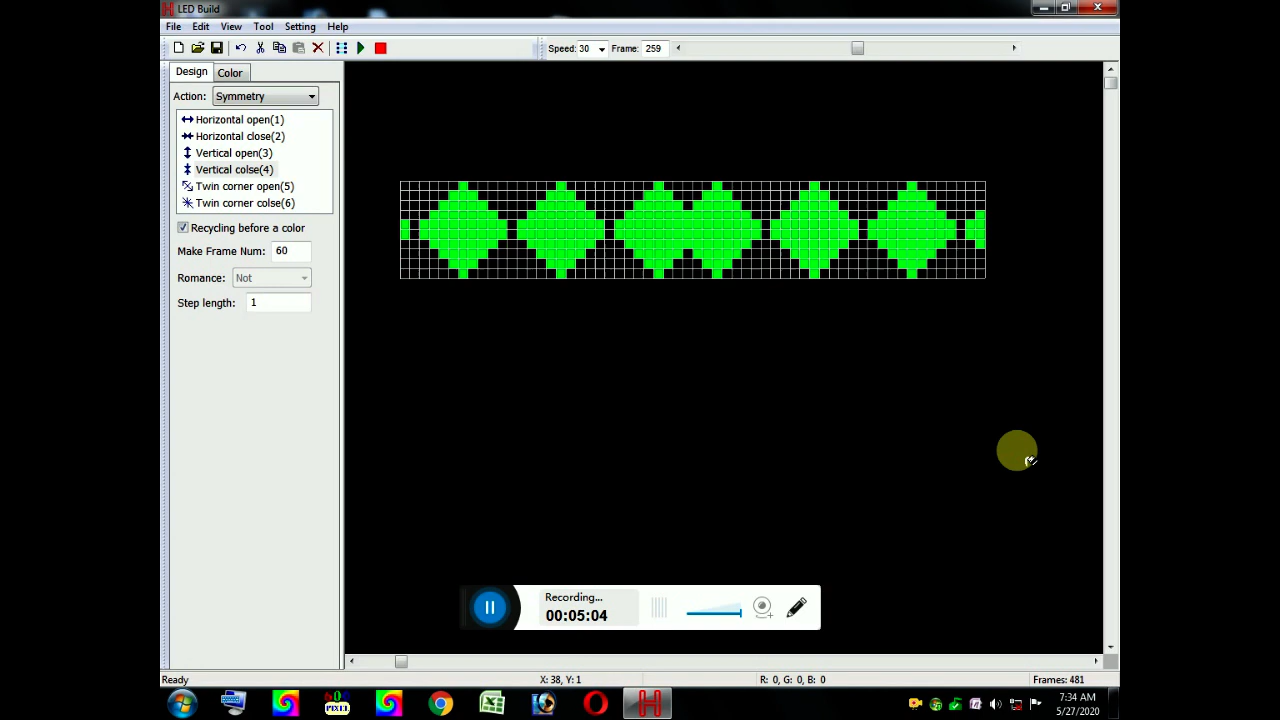 LED Build
File Edit View Tool Setting Help
Speed: 30 Frame: 259
Design Color
Action: Symmetry
Horizontal open(1)
Horizontal close(2)
Vertical open(3)
Vertical colse(4)
Twin corner open(5)
Twin corner colse(6)
Recycling before a color
Make Frame Num: 60
Romance: Not
Step length: 1
Recording...
00:05:04
Ready X: 38, Y: 1 R: 0, G: 0, B: 0 Frames: 481
PIXEL
7:34 AM
5/27/2020